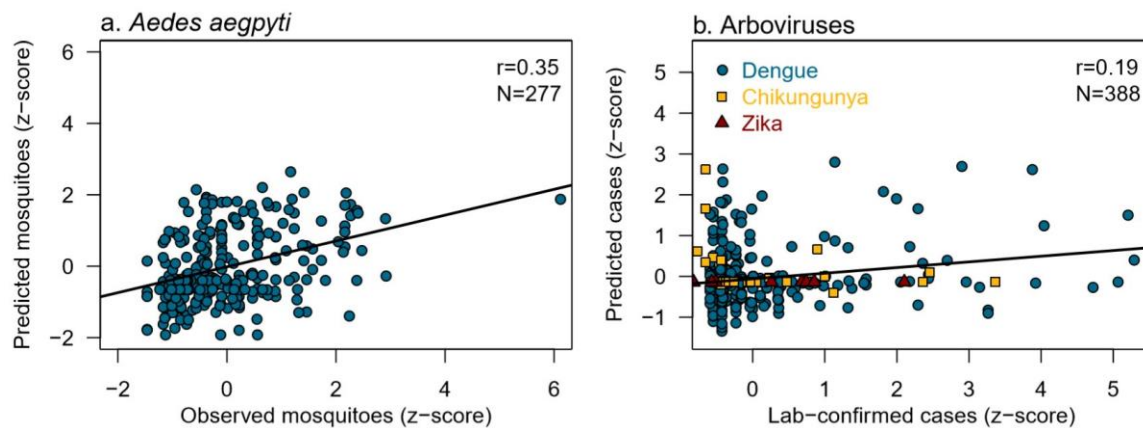 a. Aedes aegpyti
r=0.35
N=277
6
4
2
0
−2
Predicted mosquitoes (z−score)
−2 0 2 4 6
Observed mosquitoes (z−score)
b. Arboviruses
Dengue
Chikungunya
Zika
r=0.19
N=388
5
4
3
2
1
0
−1
Predicted cases (z−score)
0 1 2 3 4 5
Lab−confirmed cases (z−score)